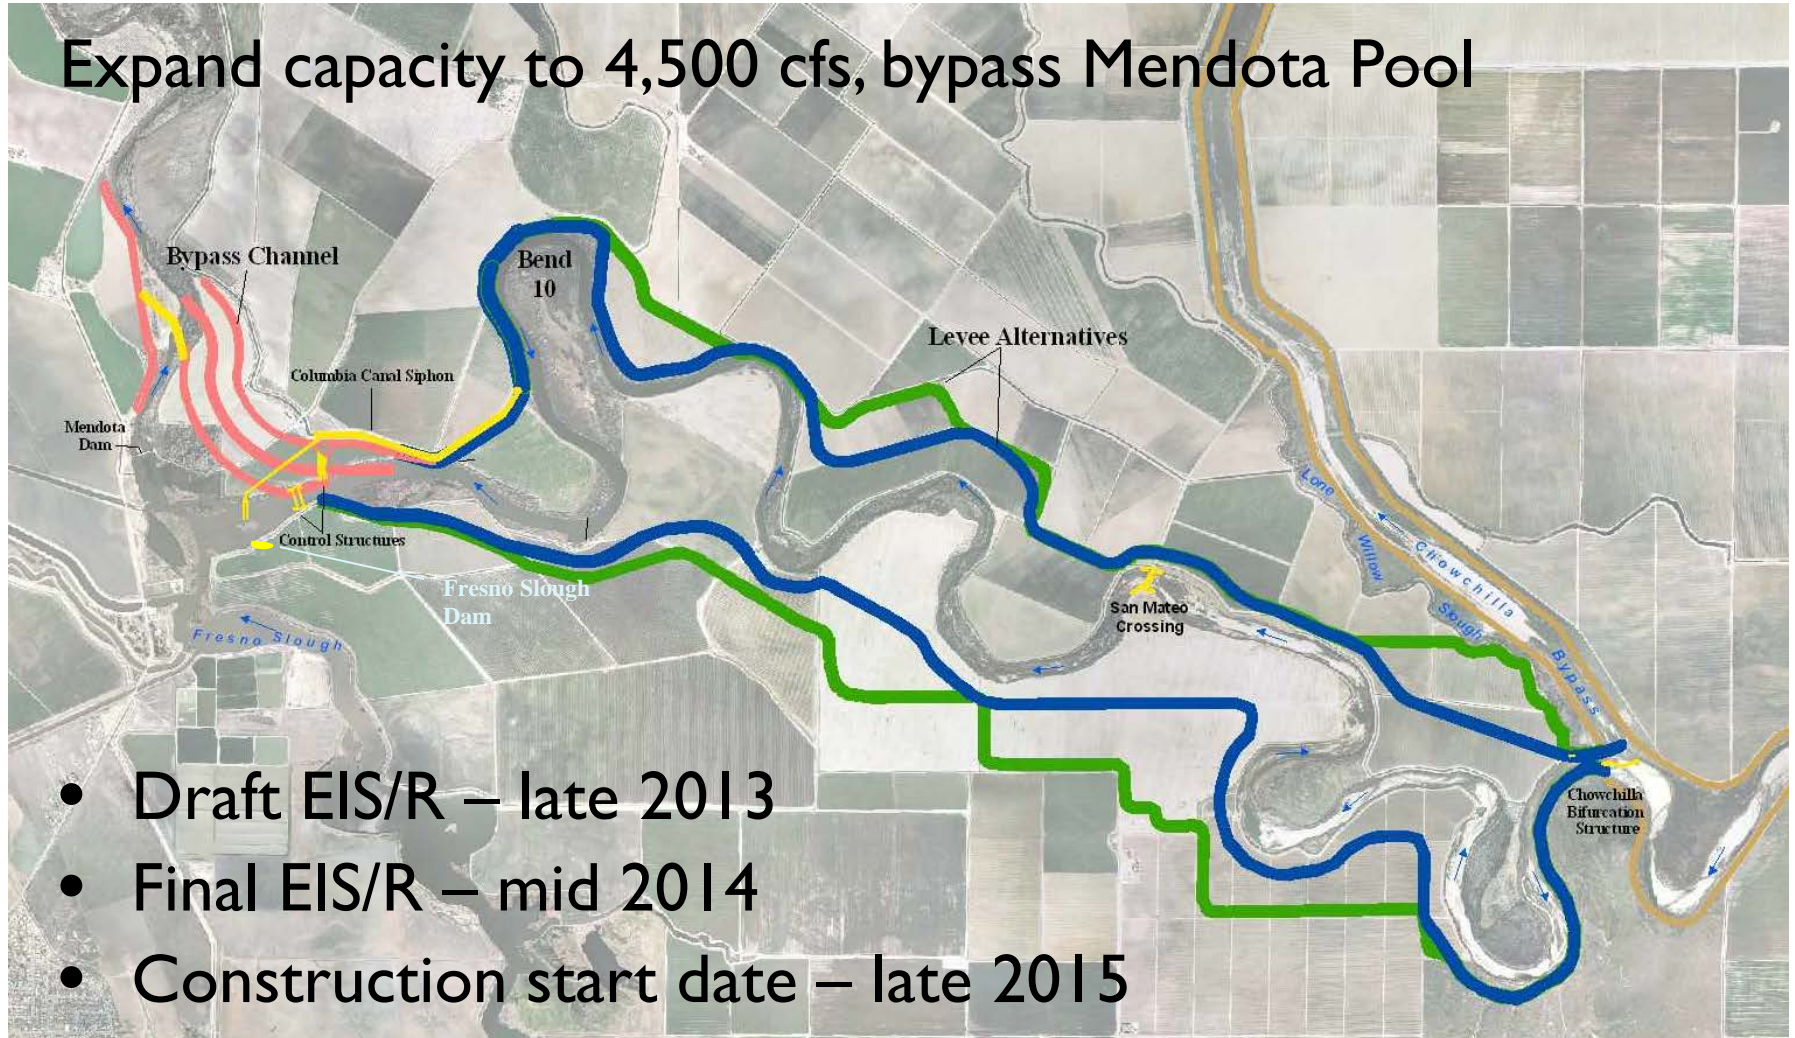 Expand capacity to 4,500 cfs, bypass Mendota Pool
Bypass Channel
Bend
10
Levee Alternatives
Columbia Canal Siphon
Mendota
Dam
Lone
Willow
Slough
Chowchilla
Bypass
Control Structures
Fresno Slough
Dam
San Mateo
Crossing
Fresno Slough
Chowchilla
Bifurcation
Structure
• Draft EIS/R – late 2013
• Final EIS/R – mid 2014
• Construction start date – late 2015